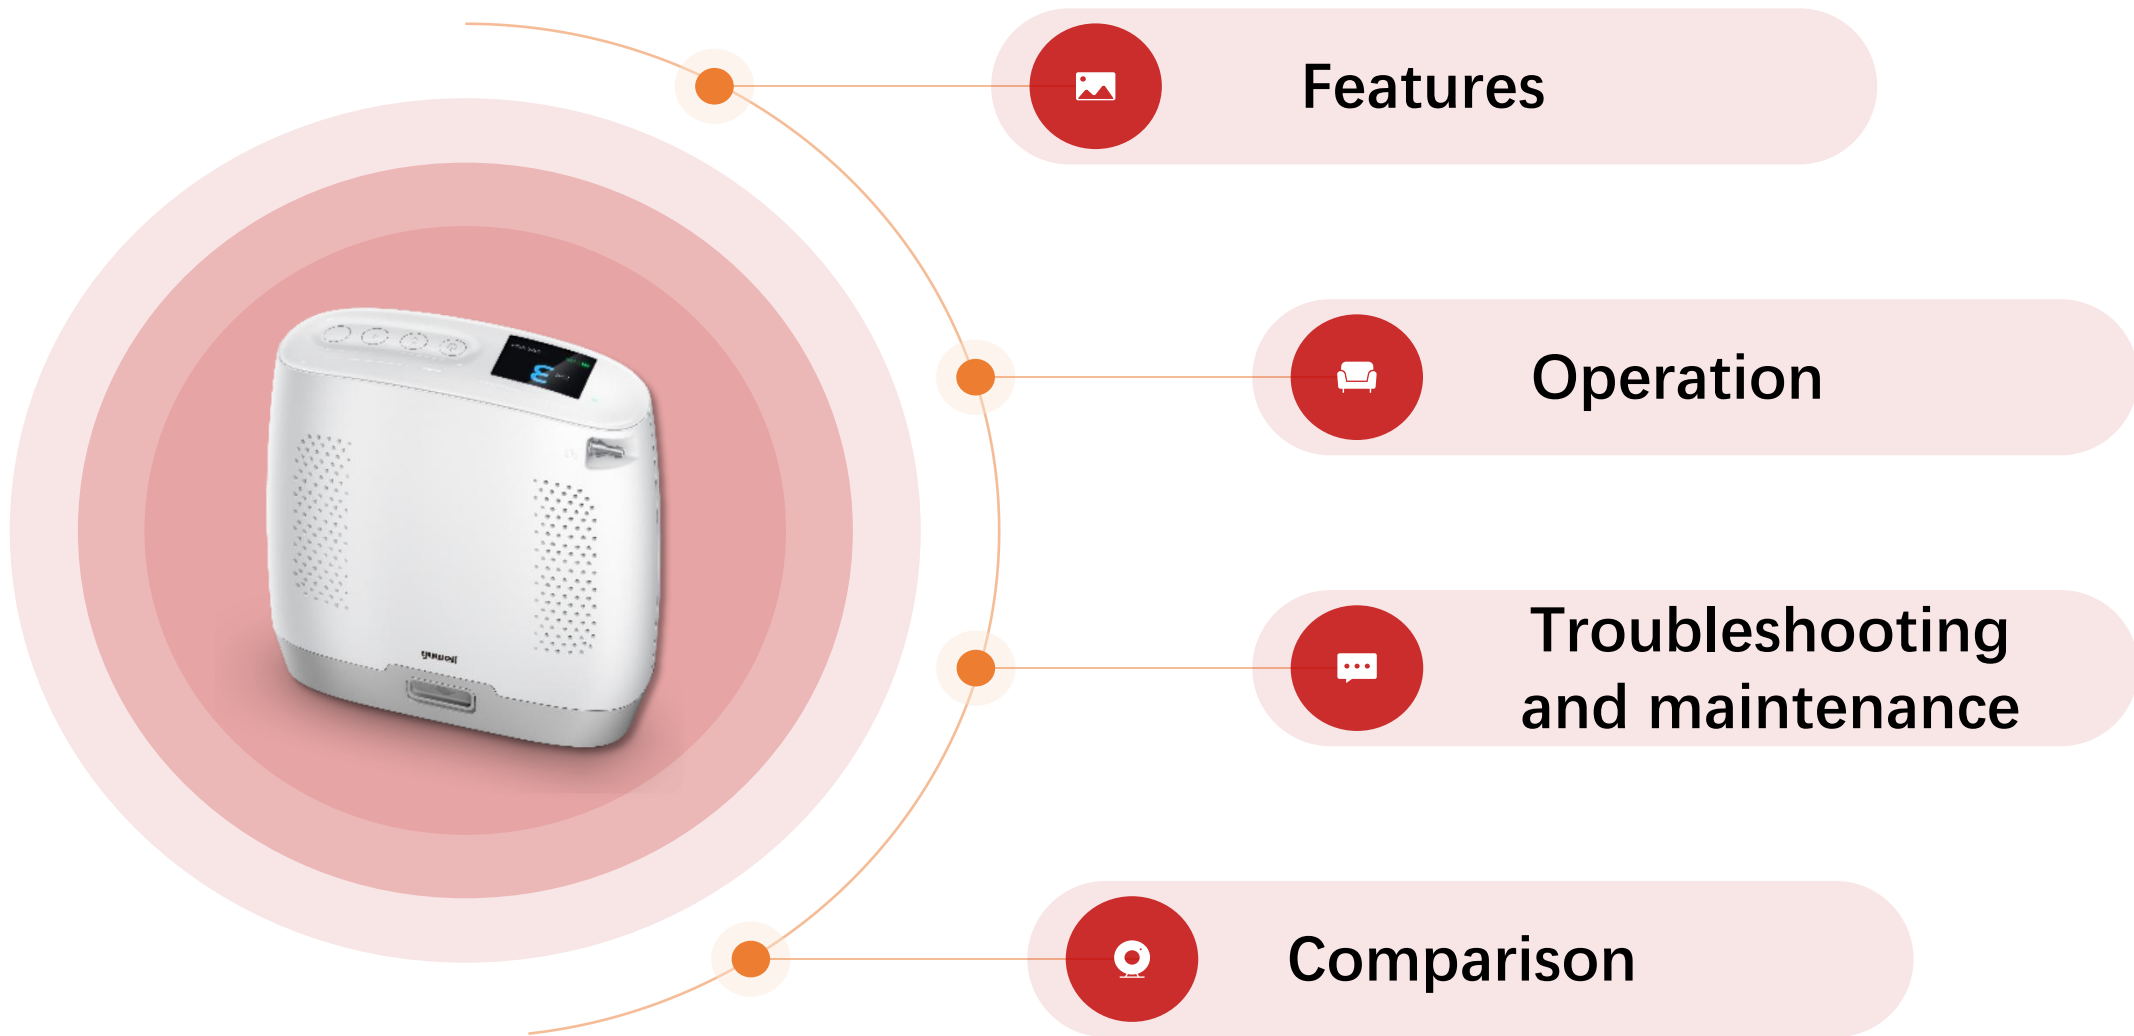 Features
Operation
Troubleshooting
and maintenance
Comparison